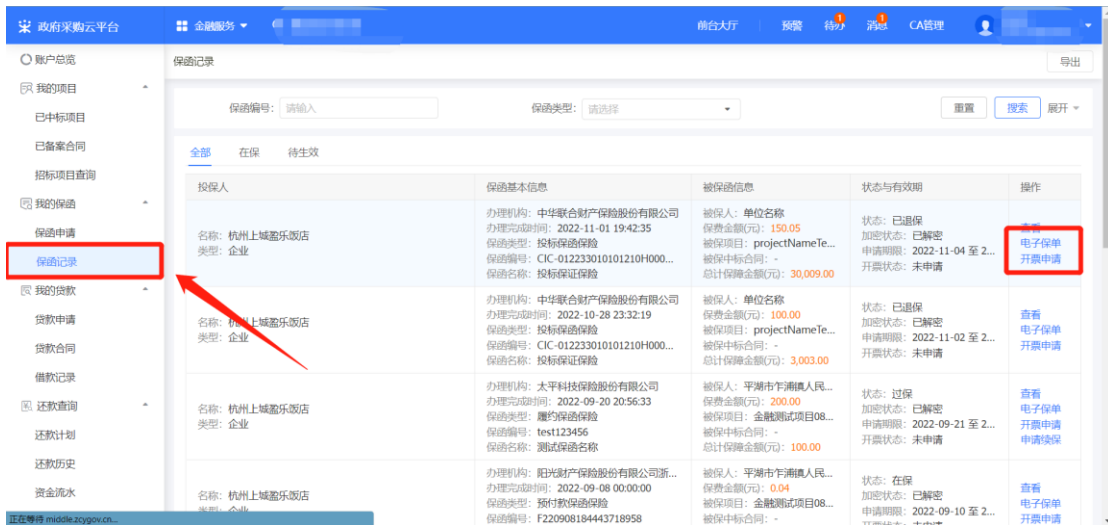 政府采购云平台
金融服务
前台大厅
预警
待办
1
消息
1
CA管理
账户总览
我的项目
已中标项目
已备案合同
招标项目查询
我的保函
保函申请
保函记录
我的贷款
贷款申请
贷款合同
借款记录
还款查询
还款计划
还款历史
资金流水
正在等待 middle.zcygov.cn...
保函记录
导出
保函编号: 请输入
保函类型: 请选择
重置
搜索
展开
全部
在保
待生效
投保人
保函基本信息
被保函信息
状态与有效期
操作
名称: 杭州上城盈乐饭店
类型: 企业
办理机构: 中华联合财产保险股份有限公司
办理完成时间: 2022-11-01 19:42:35
保函类型: 投标保函保险
保函编号: CIC-012233010101210H000...
保函名称: 投标保证保险
被保人: 单位名称
保费金额(元): 150.05
被保项目: projectNameTe...
被保中标合同: -
总计保障金额(元): 30,009.00
状态: 已退保
加密状态: 已解密
申请期限: 2022-11-04 至 2...
开票状态: 未申请
查看
电子保单
开票申请
名称: 杭州上城盈乐饭店
类型: 企业
办理机构: 中华联合财产保险股份有限公司
办理完成时间: 2022-10-28 23:32:19
保函类型: 投标保函保险
保函编号: CIC-012233010101210H000...
保函名称: 投标保证保险
被保人: 单位名称
保费金额(元): 100.00
被保项目: projectNameTe...
被保中标合同: -
总计保障金额(元): 3,003.00
状态: 已退保
加密状态: 已解密
申请期限: 2022-11-02 至 2...
开票状态: 未申请
查看
电子保单
开票申请
名称: 杭州上城盈乐饭店
类型: 企业
办理机构: 太平科技保险股份有限公司
办理完成时间: 2022-09-20 20:56:33
保函类型: 履约保函保险
保函编号: test123456
保函名称: 测试保函名称
被保人: 平湖市乍浦镇人民...
保费金额(元): 200.00
被保项目: 金融测试项目08...
被保中标合同: -
总计保障金额(元): 100.00
状态: 过保
加密状态: 已解密
申请期限: 2022-09-21 至 2...
开票状态: 未申请
查看
电子保单
开票申请
申请续保
名称: 杭州上城盈乐饭店
类型: 企业
办理机构: 阳光财产保险股份有限公司浙...
办理完成时间: 2022-09-08 00:00:00
保函类型: 预付款保函保险
保函编号: F220908184443718958
被保人: 平湖市乍浦镇人民...
保费金额(元): 0.04
被保项目: 金融测试项目08...
被保中标合同: -
状态: 在保
加密状态: 已解密
申请期限: 2022-09-10 至 2...
开票状态: 未申请
查看
电子保单
开票申请